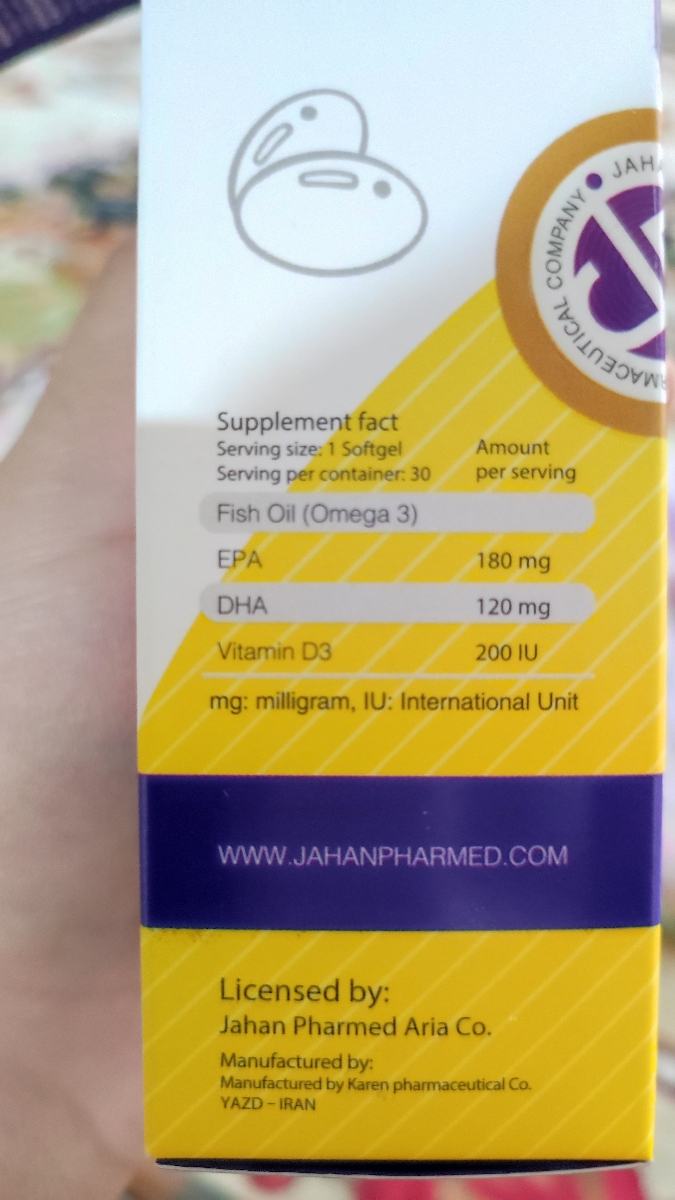 JAHA
MACEUTICAL COMPANY
Supplement fact
Serving size: 1 Softgel
Serving per container: 30
Amount
per serving
Fish Oil (Omega 3)
EPA 180 mg
DHA 120 mg
Vitamin D3 200 IU
mg: milligram, IU: International Unit
WWW.JAHANPHARMED.COM
Licensed by:
Jahan Pharmed Aria Co.
Manufactured by:
Manufactured by Karen pharmaceutical Co.
YAZD – IRAN